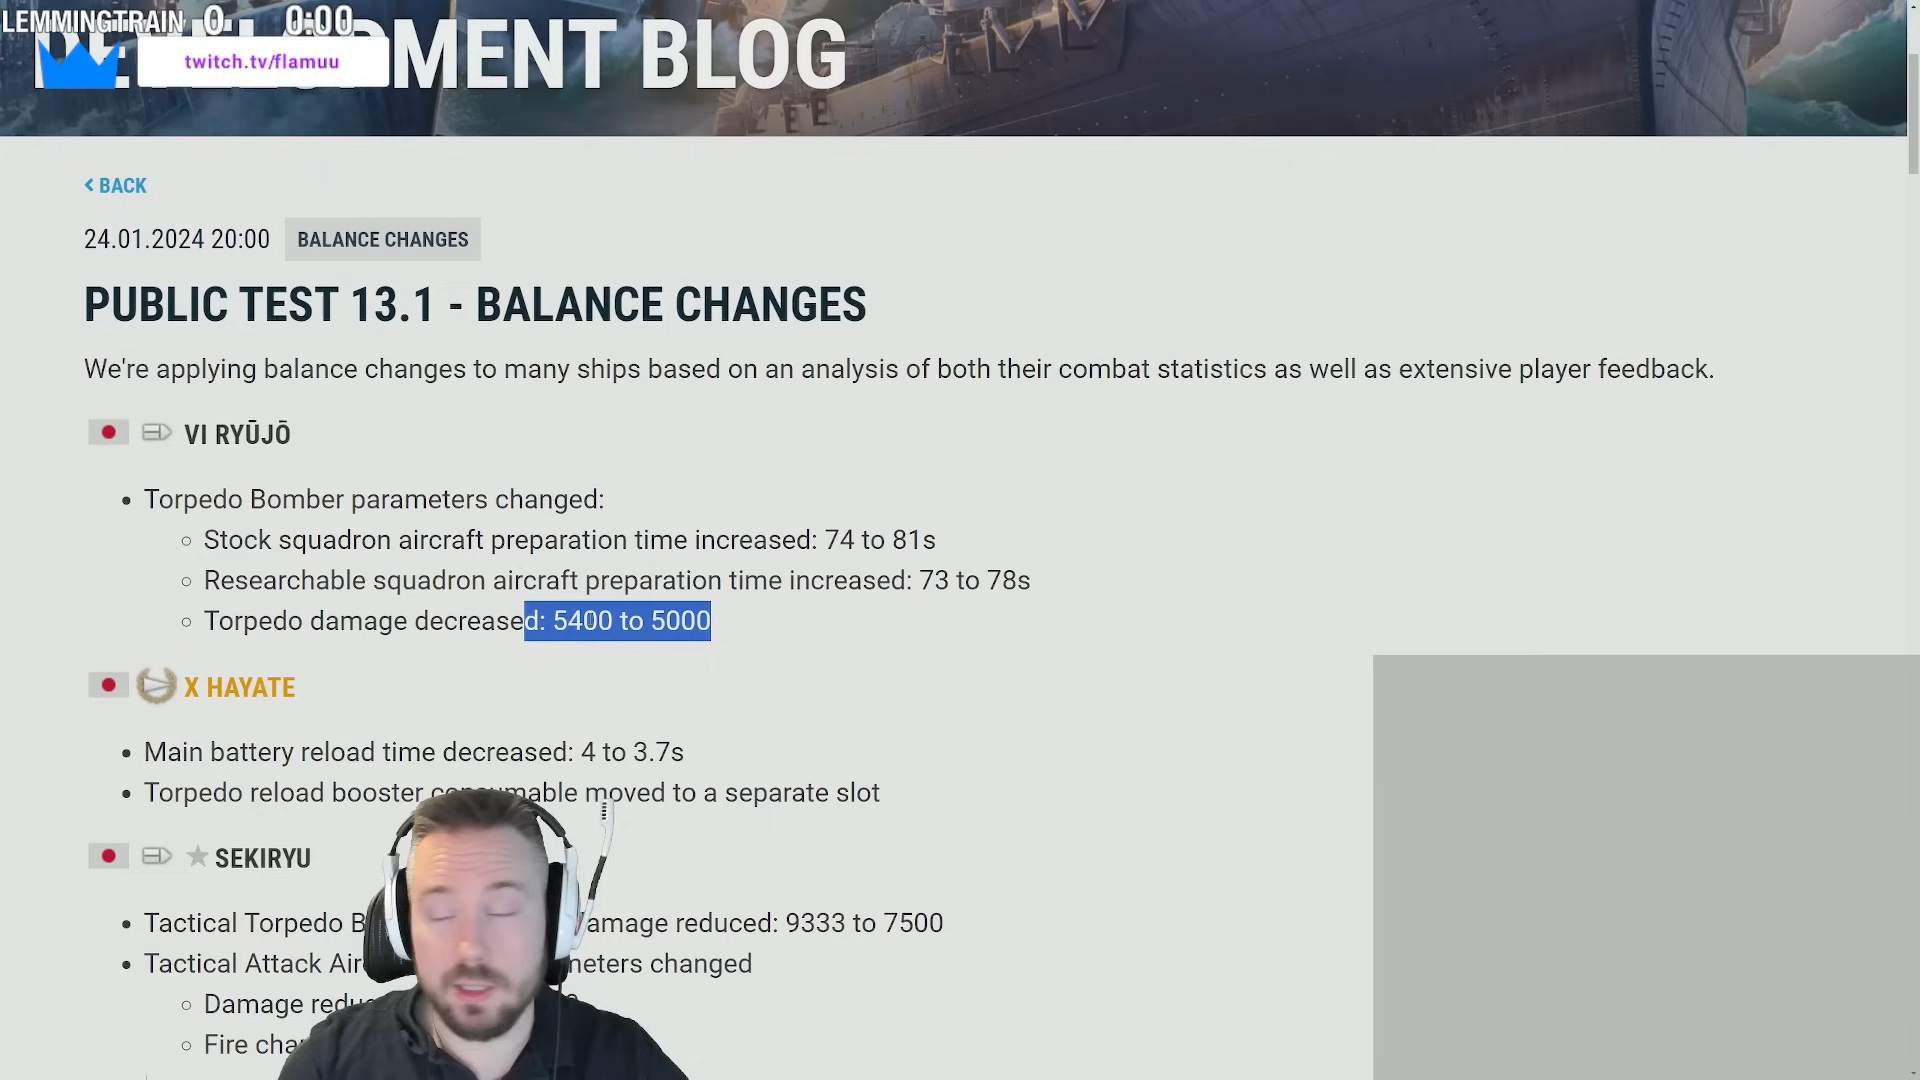 LEMMINGTRAIN 0 0:00
MENT BLOG
twitch.tv/flamuu
BACK
24.01.2024 20:00 BALANCE CHANGES
PUBLIC TEST 13.1 - BALANCE CHANGES
We're applying balance changes to many ships based on an analysis of both their combat statistics as well as extensive player feedback.
VI RYŪJŌ
Torpedo Bomber parameters changed:
Stock squadron aircraft preparation time increased: 74 to 81s
Researchable squadron aircraft preparation time increased: 73 to 78s
Torpedo damage decreased: 5400 to 5000
X HAYATE
Main battery reload time decreased: 4 to 3.7s
Torpedo reload booster consumable moved to a separate slot
SEKIRYU
Tactical Torpedo B amage reduced: 9333 to 7500
Tactical Attack Air meters changed
Damage redu
Fire cha